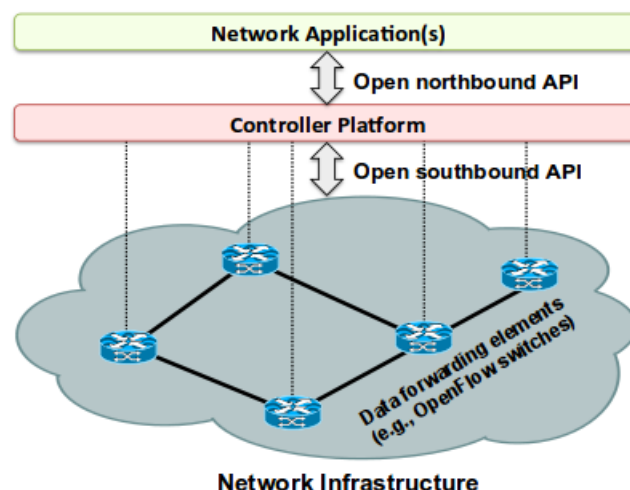 Network Application(s)
Open northbound API
Controller Platform
Open southbound API
Data forwarding elements
(e.g., OpenFlow switches)
Network Infrastructure